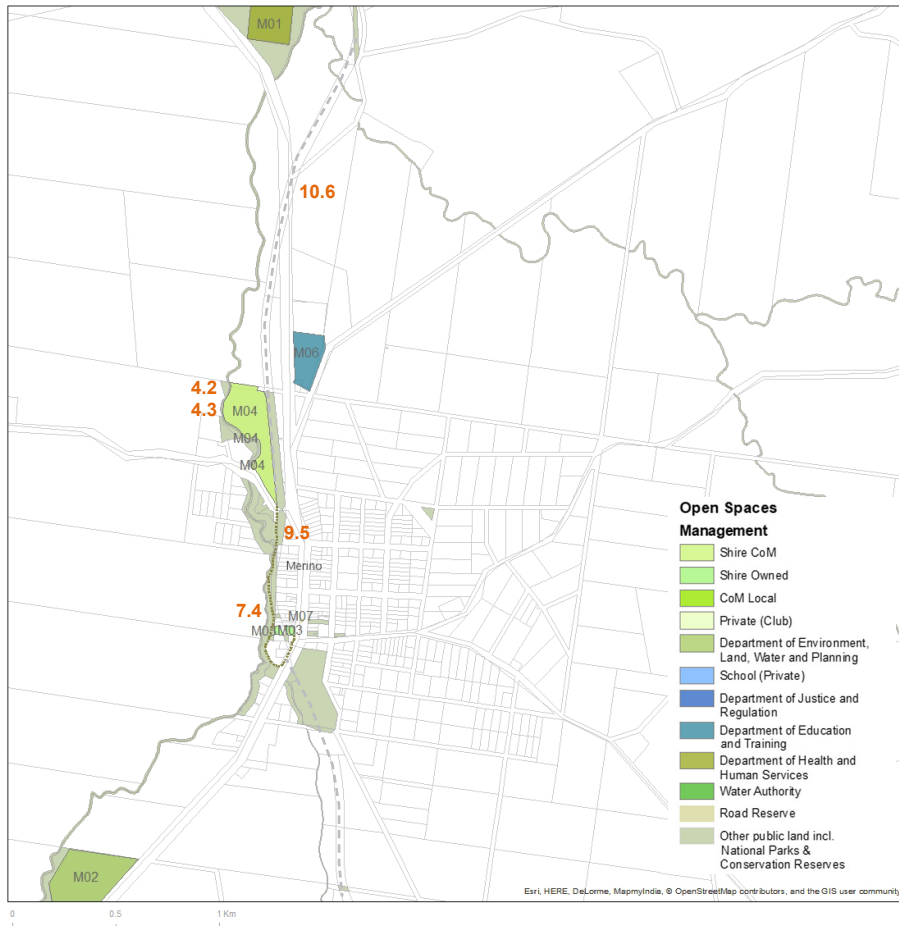 M01
10.6
M06
4.2
4.3
M04
M04
M04
9.5
Merino
7.4
M07
M03
M02
Open Spaces
Management
Shire CoM
Shire Owned
CoM Local
Private (Club)
Department of Environment,
Land, Water and Planning
School (Private)
Department of Justice and
Regulation
Department of Education
and Training
Department of Health and
Human Services
Water Authority
Road Reserve
Other public land incl.
National Parks &
Conservation Reserves
Esri, HERE, DeLorme, MapmyIndia, © OpenStreetMap contributors, and the GIS user community
0 0.5 1 Km